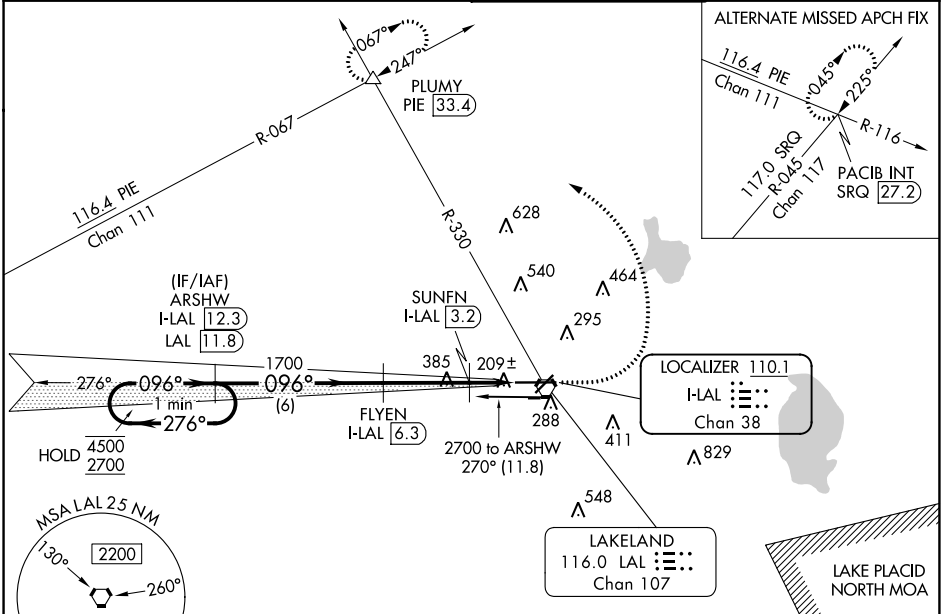 ALTERNATE MISSED APCH FIX
116.4 PIE
Chan 111
045°
225°
R-116
117.0 SRQ
R-045
Chan 117
PACIB INT
SRQ 27.2
067°
247°
PLUMY
PIE 33.4
R-067
116.4 PIE
Chan 111
R-330
628
540
464
295
(IF/IAF)
ARSHW
I-LAL 12.3
LAL 11.8
SUNFN
I-LAL 3.2
1700
385
209±
276°
096°
096°
1 min
(6)
276°
FLYEN
I-LAL 6.3
288
LOCALIZER 110.1
I-LAL
Chan 38
HOLD 4500
2700
2700 to ARSHW
270° (11.8)
411
829
548
MSA LAL 25 NM
2200
130°
260°
LAKELAND
116.0 LAL
Chan 107
LAKE PLACID
NORTH MOA